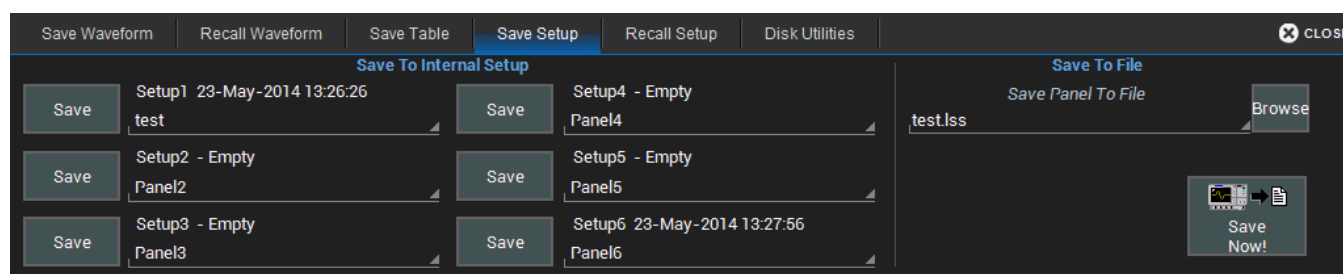 Save Waveform Recall Waveform Save Table Save Setup Recall Setup Disk Utilities
Save To Internal Setup
Save
Setup1 23-May-2014 13:26:26
test
Save
Setup4 - Empty
Panel4
Save
Setup2 - Empty
Panel2
Save
Setup5 - Empty
Panel5
Save
Setup3 - Empty
Panel3
Save
Setup6 23-May-2014 13:27:56
Panel6
Save To File
Save Panel To File
test.lss
Browse
Save
Now!